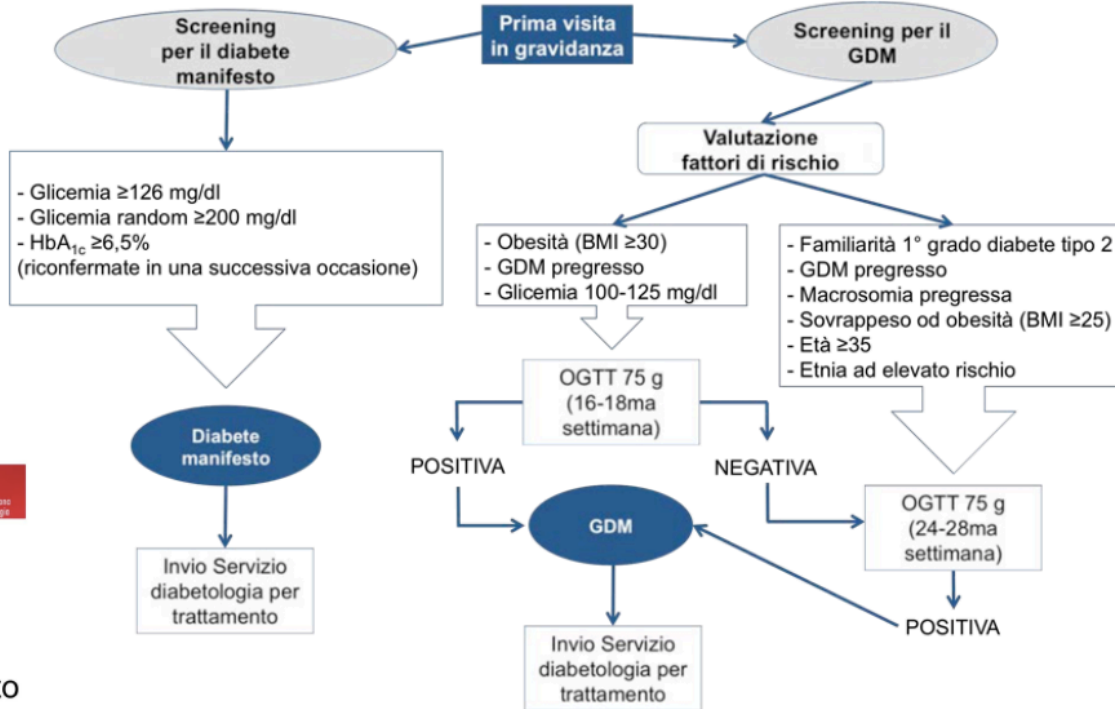 Prima visita
in gravidanza
Screening
per il diabete
manifesto
Screening per il
GDM
- Glicemia ≥126 mg/dl
- Glicemia random ≥200 mg/dl
- HbA1c ≥6,5%
(riconfermate in una successiva occasione)
Diabete
manifesto
Invio Servizio
diabetologia per
trattamento
Valutazione
fattori di rischio
- Obesità (BMI ≥30)
- GDM pregresso
- Glicemia 100-125 mg/dl
- Familiarità 1° grado diabete tipo 2
- GDM pregresso
- Macrosomia pregressa
- Sovrappeso od obesità (BMI ≥25)
- Età ≥35
- Etnia ad elevato rischio
OGTT 75 g
(16-18ma
settimana)
POSITIVA
NEGATIVA
GDM
OGTT 75 g
(24-28ma
settimana)
POSITIVA
Invio Servizio
diabetologia per
trattamento